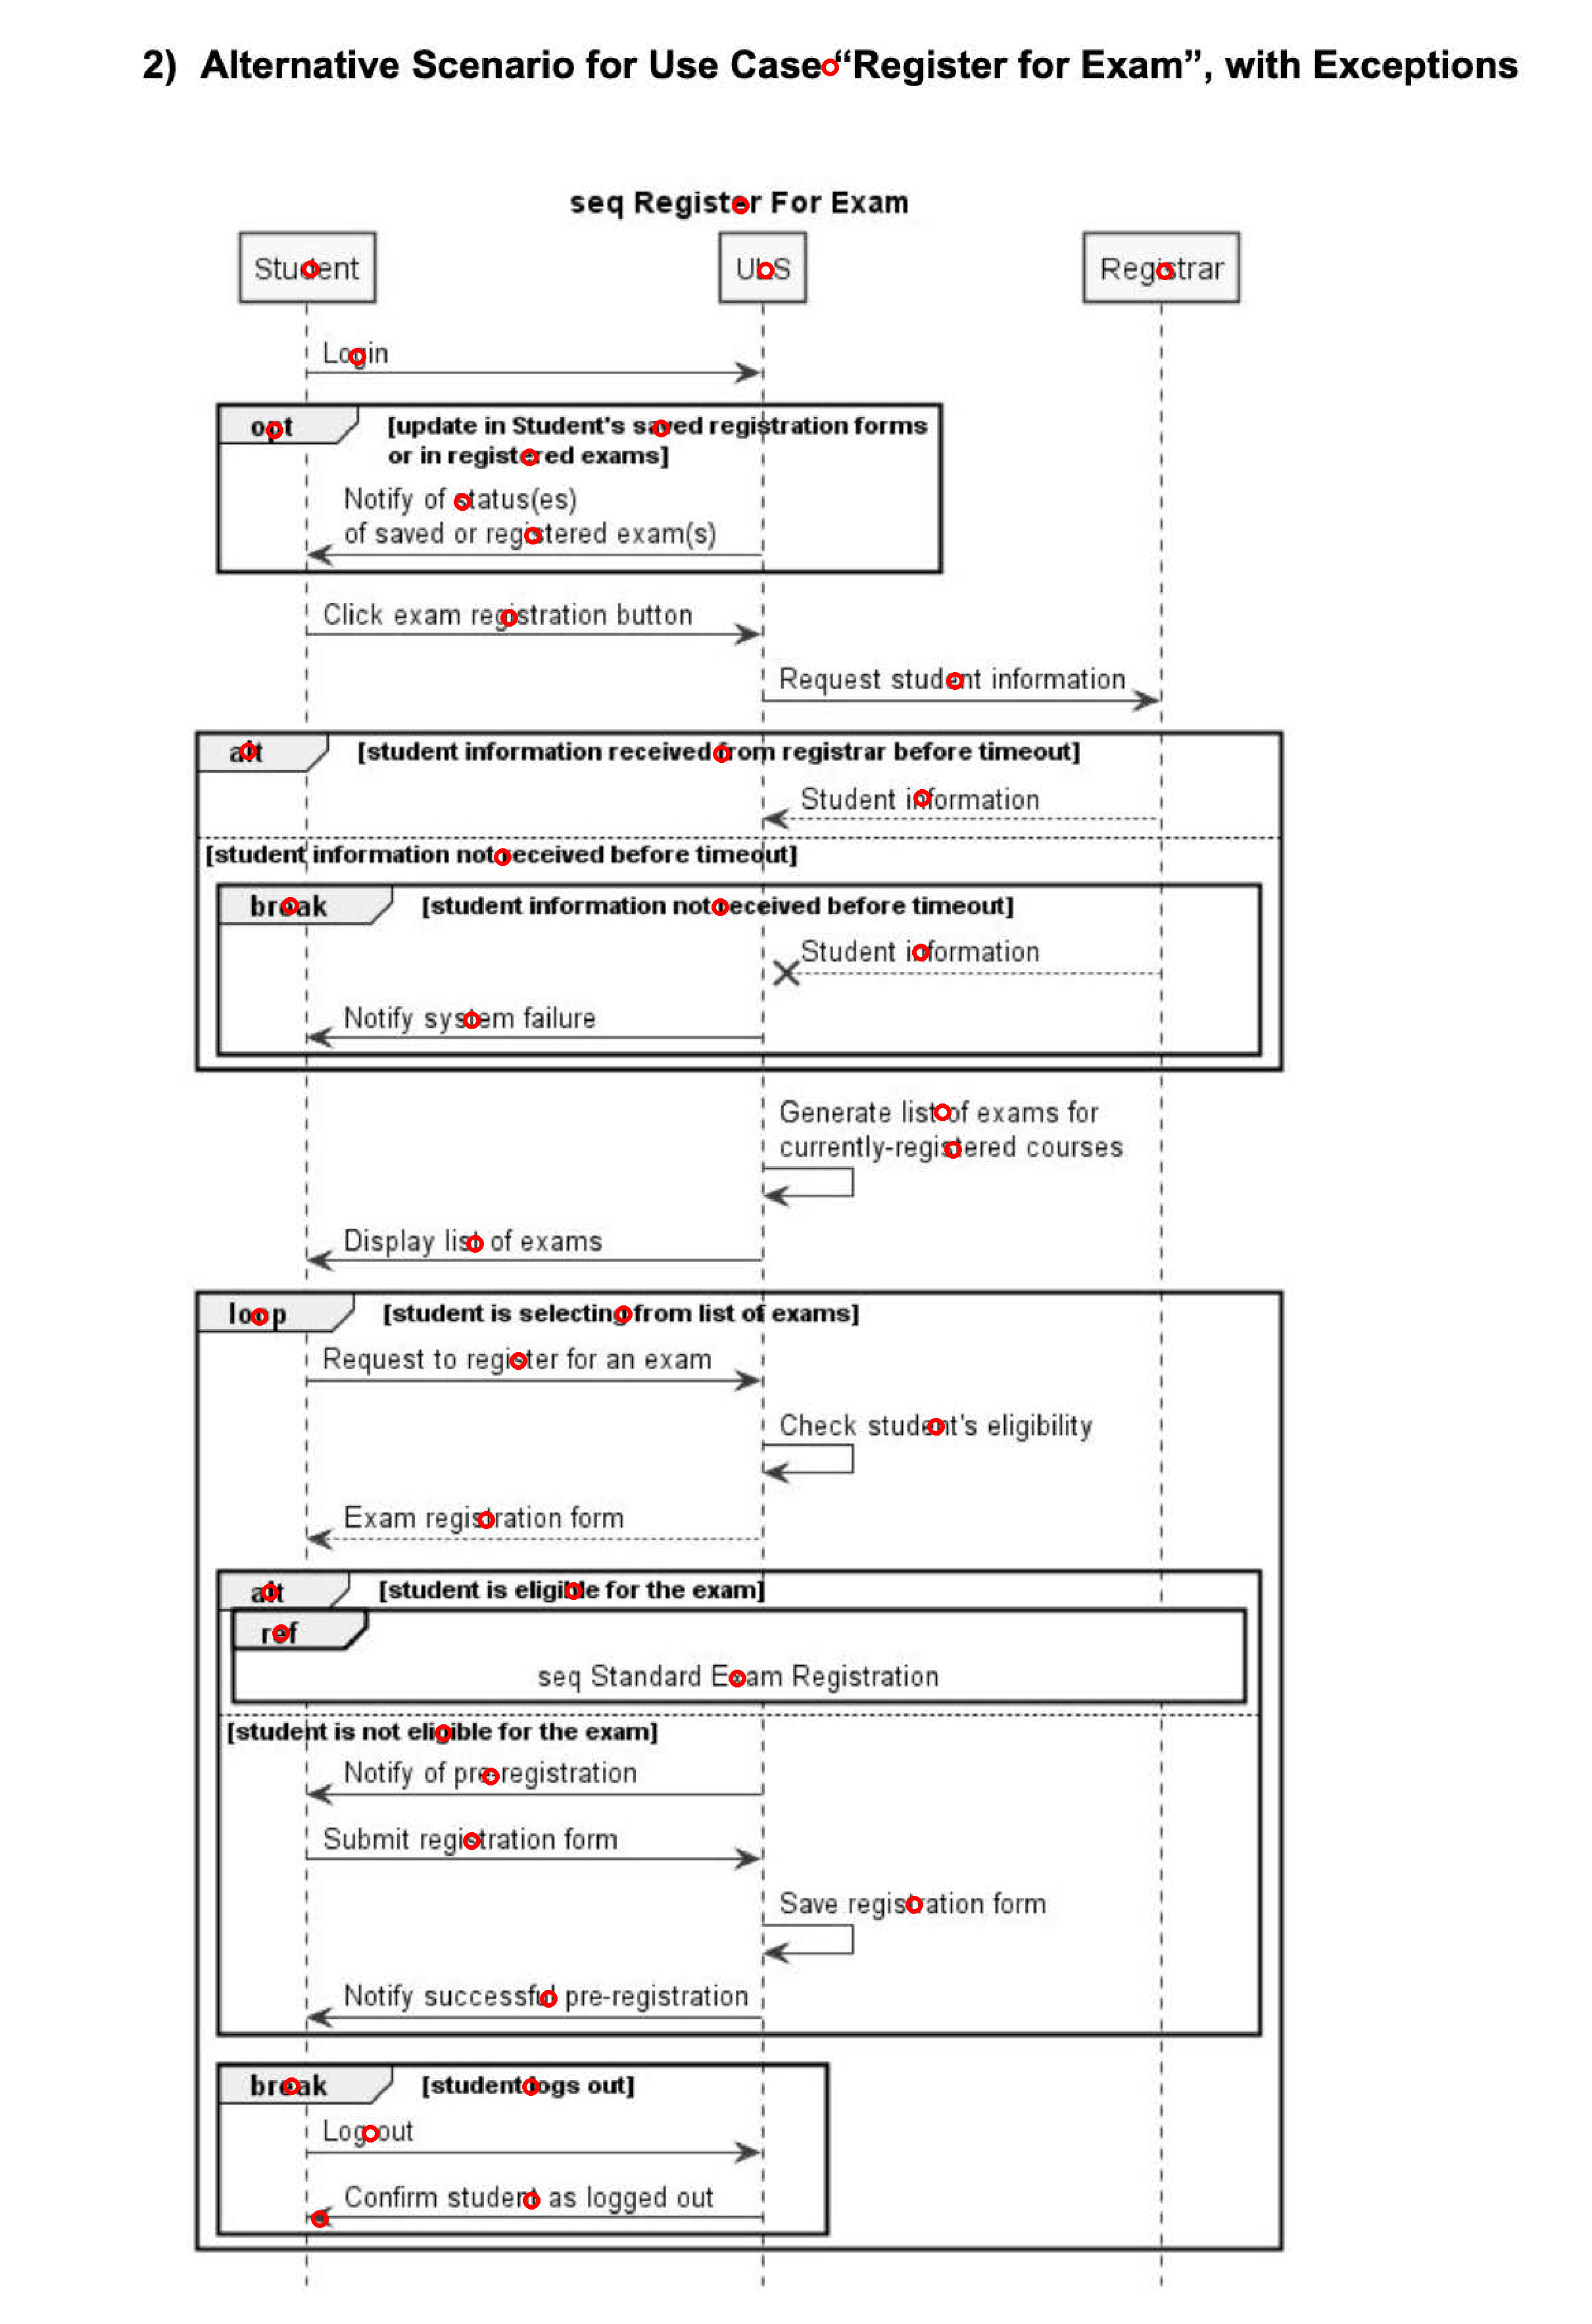 2) Alternative Scenario for Use Case “Register for Exam”, with Exceptions
seq Register For Exam
Student
ULS
Registrar
Login
opt
[update in Student's saved registration forms
or in registered exams]
Notify of status(es)
of saved or registered exam(s)
Click exam registration button
Request student information
alt
[student information received from registrar before timeout]
Student information
[student information not received before timeout]
break
[student information not received before timeout]
Student information
Notify system failure
Generate list of exams for
currently-registered courses
Display list of exams
loop
[student is selecting from list of exams]
Request to register for an exam
Check student's eligibility
Exam registration form
alt
[student is eligible for the exam]
ref
seq Standard Exam Registration
[student is not eligible for the exam]
Notify of pre-registration
Submit registration form
Save registration form
Notify successful pre-registration
break
[student logs out]
Log out
Confirm student as logged out